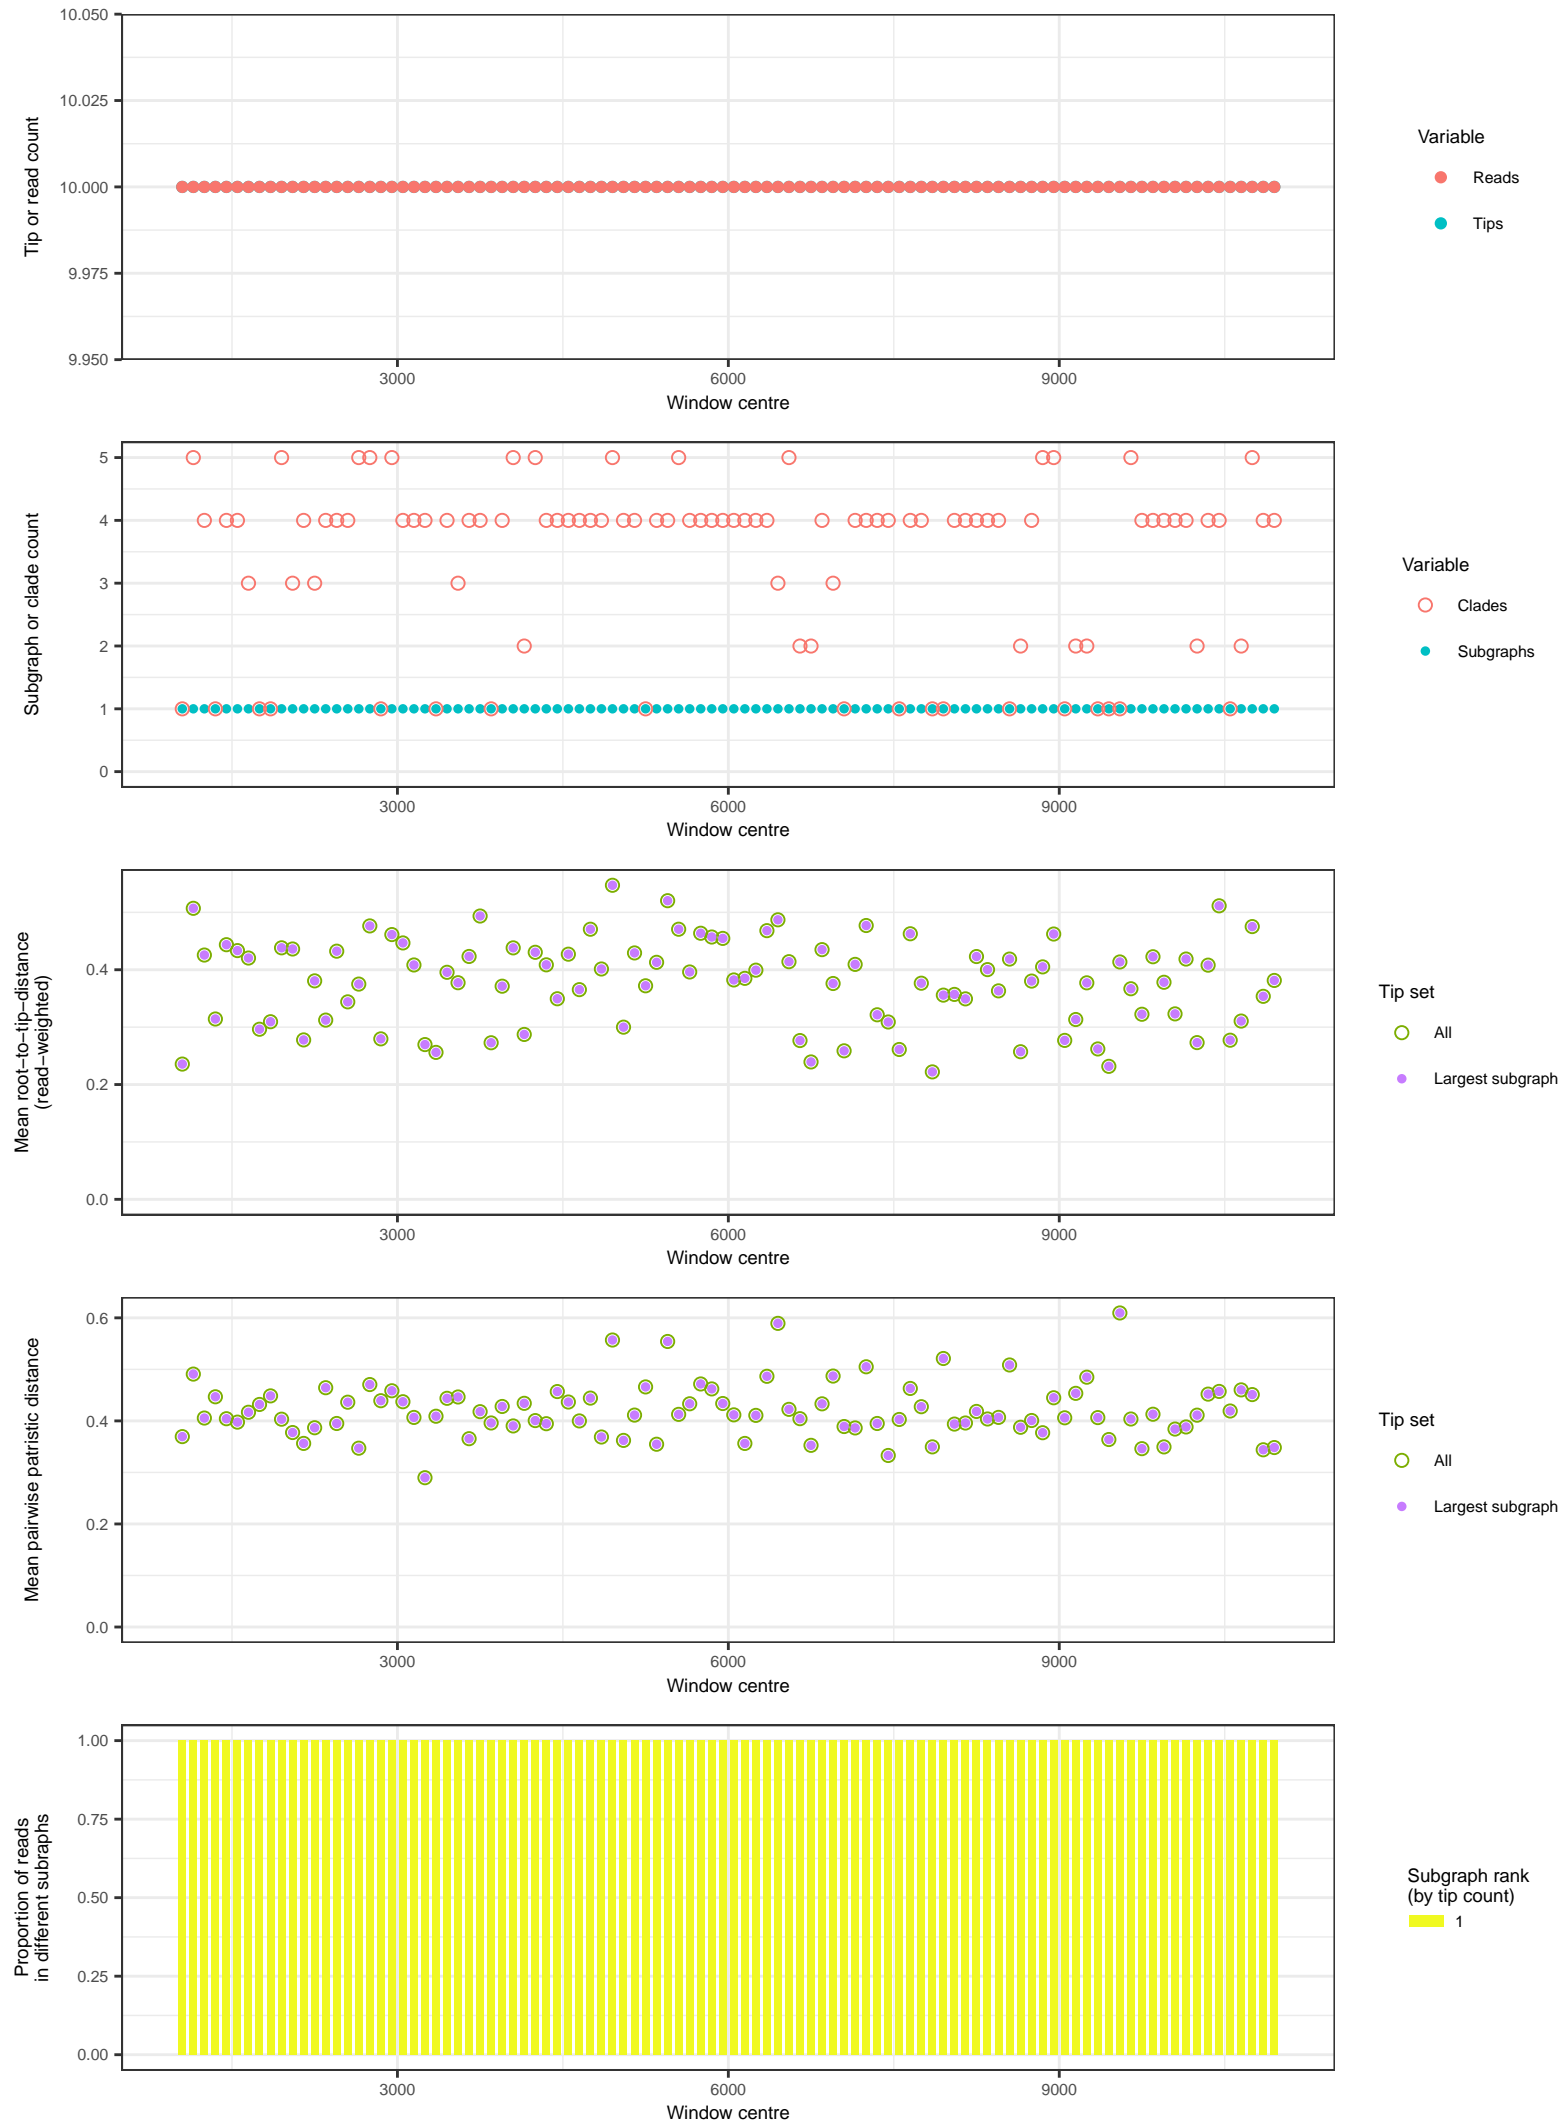 10.050
10.025
10.000
9.975
9.950
Tip or read count
3000
6000
9000
Window centre
Variable
Reads
Tips
5
4
3
2
1
0
Subgraph or clade count
3000
6000
9000
Window centre
Variable
Clades
Subgraphs
0.4
0.2
0.0
Mean root−to−tip−distance
(read−weighted)
3000
6000
9000
Window centre
Tip set
All
Largest subgraph
0.6
0.4
0.2
0.0
Mean pairwise patristic distance
3000
6000
9000
Window centre
Tip set
All
Largest subgraph
1.00
0.75
0.50
0.25
0.00
Proportion of reads
in different subraphs
3000
6000
9000
Window centre
Subgraph rank
(by tip count)
1